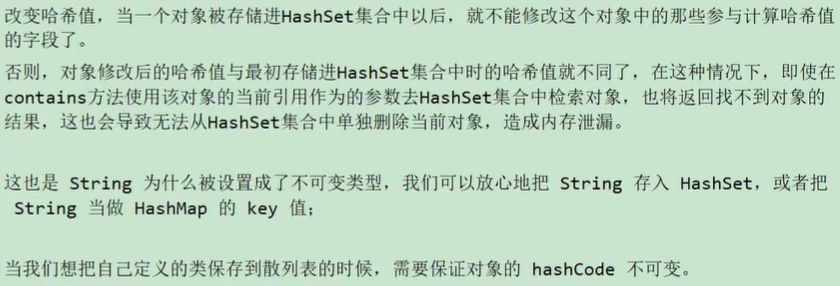 改变哈希值，当一个对象被存储进HashSet集合中以后，就不能修改这个对象中的那些参与计算哈希值
的字段了。
否则，对象修改后的哈希值与最初存储进HashSet集合中时的哈希值就不同了，在这种情况下，即使在
contains方法使用该对象的当前引用作为的参数去HashSet集合中检索对象，也将返回找不到对象的
结果，这也会导致无法从HashSet集合中单独删除当前对象，造成内存泄漏。
这也是 String 为什么被设置成了不可变类型，我们可以放心地把 String 存入 HashSet，或者把
String 当做 HashMap 的 key 值；
当我们想把自己定义的类保存到散列表的时候，需要保证对象的 hashCode 不可变。